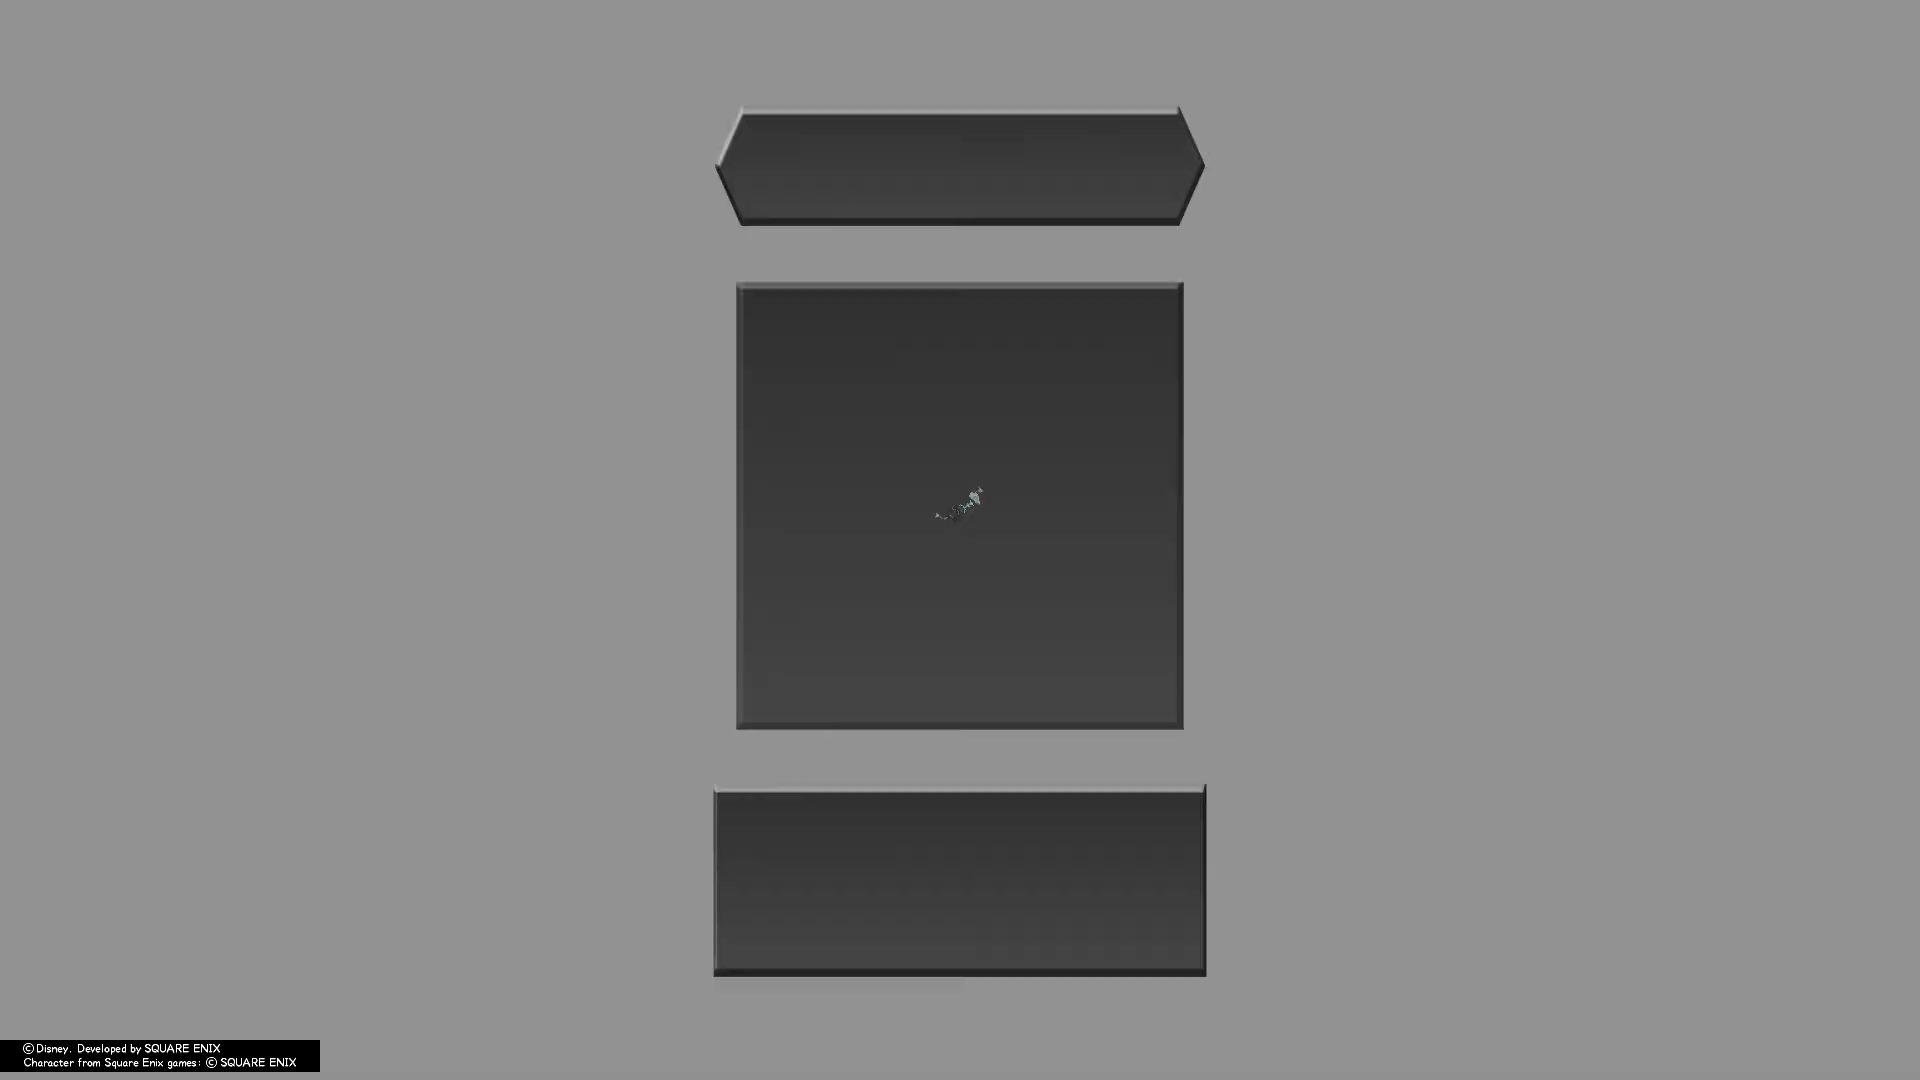 ©Disney. Developed by SQUARE ENIX
Character from Square Enix games: © SQUARE ENIX